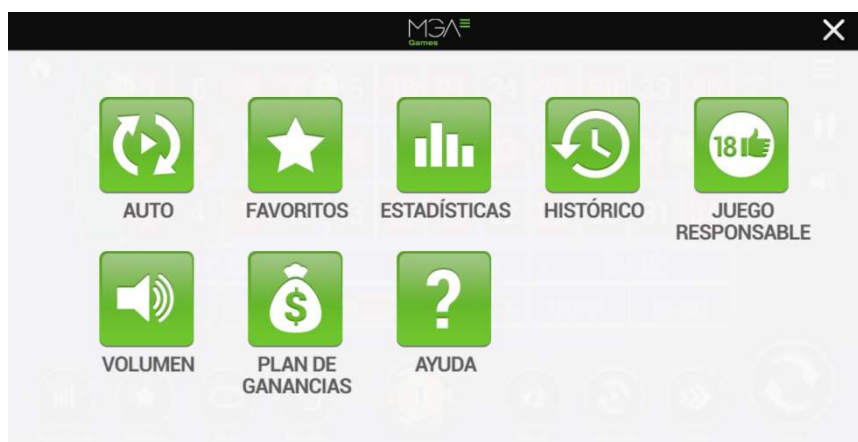 MGA
Games
AUTO
FAVORITOS
ESTADÍSTICAS
HISTÓRICO
18
JUEGO
RESPONSABLE
$
?
VOLUMEN
PLAN DE
GANANCIAS
AYUDA